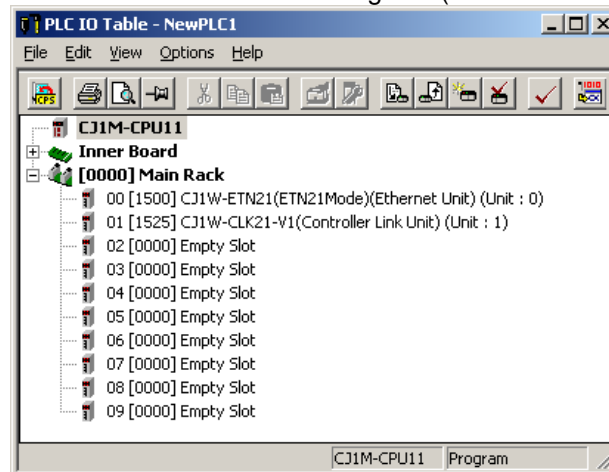 PLC IO Table - NewPLC1
File Edit View Options Help
NCPS
CJ1M-CPU11
Inner Board
[0000] Main Rack
00 [1500] CJ1W-ETN21(ETN21Mode)(Ethernet Unit) (Unit : 0)
01 [1525] CJ1W-CLK21-V1(Controller Link Unit) (Unit : 1)
02 [0000] Empty Slot
03 [0000] Empty Slot
04 [0000] Empty Slot
05 [0000] Empty Slot
06 [0000] Empty Slot
07 [0000] Empty Slot
08 [0000] Empty Slot
09 [0000] Empty Slot
CJ1M-CPU11 Program